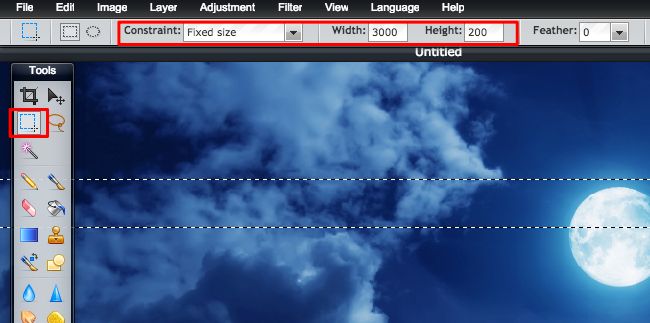 File Edit Image Layer Adjustment Filter View Language Help
Constraint: Fixed size Width: 3000 Height: 200 Feather: 0
Untitled
Tools